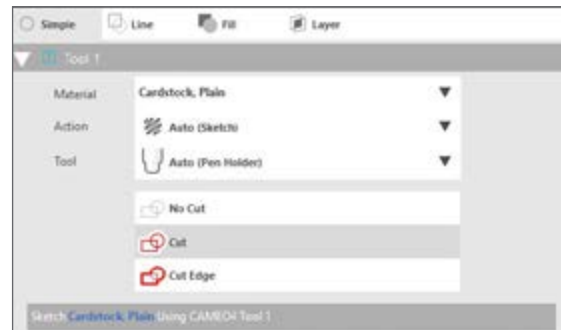 Simple Line Fill Layer
Tool 1
Material Cardstock, Plain
Action Auto (Sketch)
Tool Auto (Pen Holder)
No Cut
Cut
Cut Edge
Sketch Cardstock, Plain Using CAMEO4 Tool 1